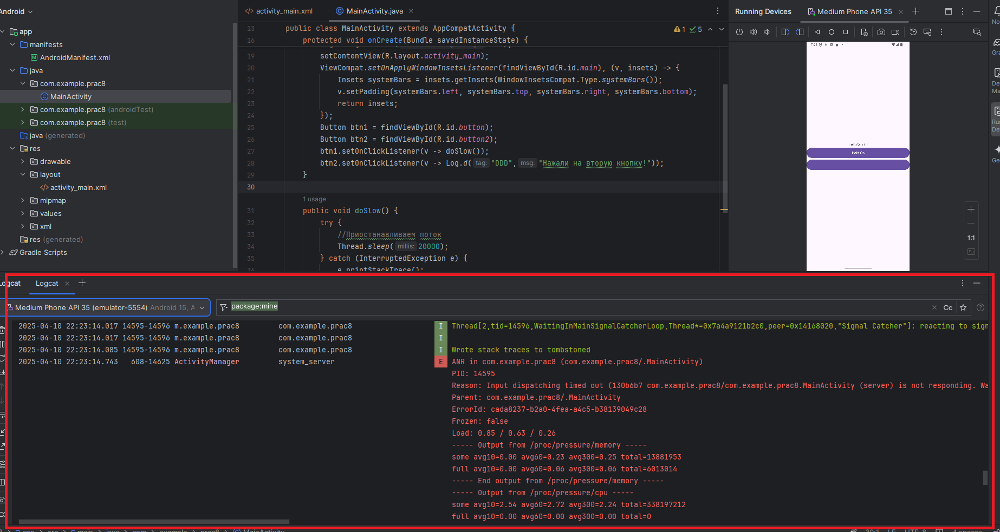 Android
app
manifests
AndroidManifest.xml
java
com.example.prac8
MainActivity
com.example.prac8 (androidTest)
com.example.prac8 (test)
java (generated)
res
drawable
layout
activity_main.xml
mipmap
values
xml
res (generated)
Gradle Scripts
activity_main.xml
MainActivity.java
1 5
13 public class MainActivity extends AppCompatActivity {
16 protected void onCreate(Bundle savedInstanceState) {
19 setContentView(R.layout.activity_main);
20 ViewCompat.setOnApplyWindowInsetsListener(findViewById(R.id.main), (v, insets) -> {
21 Insets systemBars = insets.getInsets(WindowInsetsCompat.Type.systemBars());
22 v.setPadding(systemBars.left, systemBars.top, systemBars.right, systemBars.bottom);
23 return insets;
24 });
25 Button btn1 = findViewById(R.id.button);
26 Button btn2 = findViewById(R.id.button2);
27 btn1.setOnClickListener(v -> doSlow());
28 btn2.setOnClickListener(v -> Log.d( tag: "DDD", msg: "Нажали на вторую кнопку!"));
29 }
30
1 usage
31 public void doSlow() {
32 try {
33 //Приостанавливаем поток
34 Thread.sleep( millis: 20000);
35 } catch (InterruptedException e) {
36 e.printStackTrace();
Running Devices
Medium Phone API 35
7:23
Hello World!
Hold On
1:1
Logcat
Logcat
Medium Phone API 35 (emulator-5554) Android 15, A
package:mine
Cc
2025-04-10 22:23:14.017 14595-14596 m.example.prac8 com.example.prac8 I Thread[2,tid=14596,WaitingInMainSignalCatcherLoop,Thread*=0x7a4a9121b2c0,peer=0x14168020,"Signal Catcher"]: reacting to sign
2025-04-10 22:23:14.017 14595-14596 m.example.prac8 com.example.prac8 I
2025-04-10 22:23:14.085 14595-14596 m.example.prac8 com.example.prac8 I Wrote stack traces to tombstoned
2025-04-10 22:23:14.743 608-14625 ActivityManager system_server E ANR in com.example.prac8 (com.example.prac8/.MainActivity)
PID: 14595
Reason: Input dispatching timed out (130b6b7 com.example.prac8/com.example.prac8.MainActivity (server) is not responding. Wa
Parent: com.example.prac8/.MainActivity
ErrorId: cada8237-b2a0-4fea-a4c5-b38139049c28
Frozen: false
Load: 0.85 / 0.63 / 0.26
----- Output from /proc/pressure/memory -----
some avg10=0.00 avg60=0.23 avg300=0.25 total=13881953
full avg10=0.00 avg60=0.06 avg300=0.06 total=6013014
----- End output from /proc/pressure/memory -----
----- Output from /proc/pressure/cpu -----
some avg10=2.54 avg60=2.72 avg300=2.24 total=338197212
full avg10=0.00 avg60=0.00 avg300=0.00 total=0
app src main java com example prac8 MainActivity
30:1 LF UTF-8 4 spaces